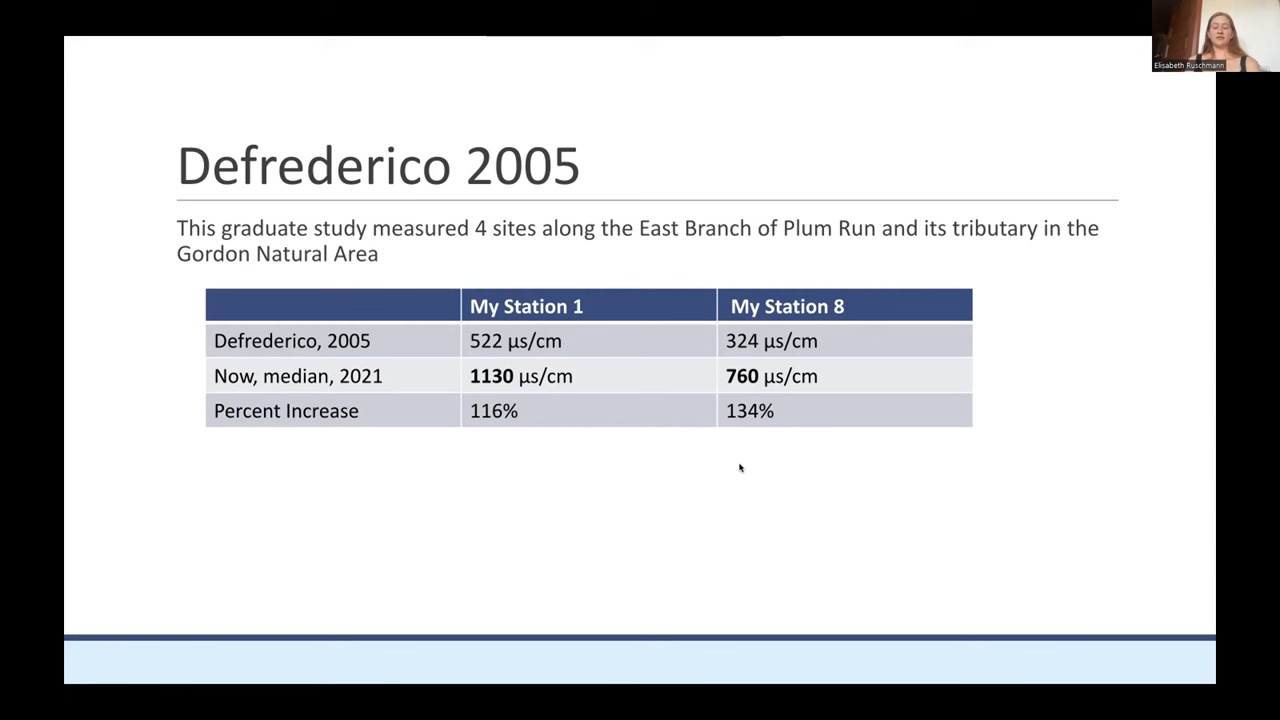 Elisabeth Ruschmann
Defrederico 2005
This graduate study measured 4 sites along the East Branch of Plum Run and its tributary in the
Gordon Natural Area
My Station 1 My Station 8
Defrederico, 2005 522 μs/cm 324 μs/cm
Now, median, 2021 1130 μs/cm 760 μs/cm
Percent Increase 116% 134%